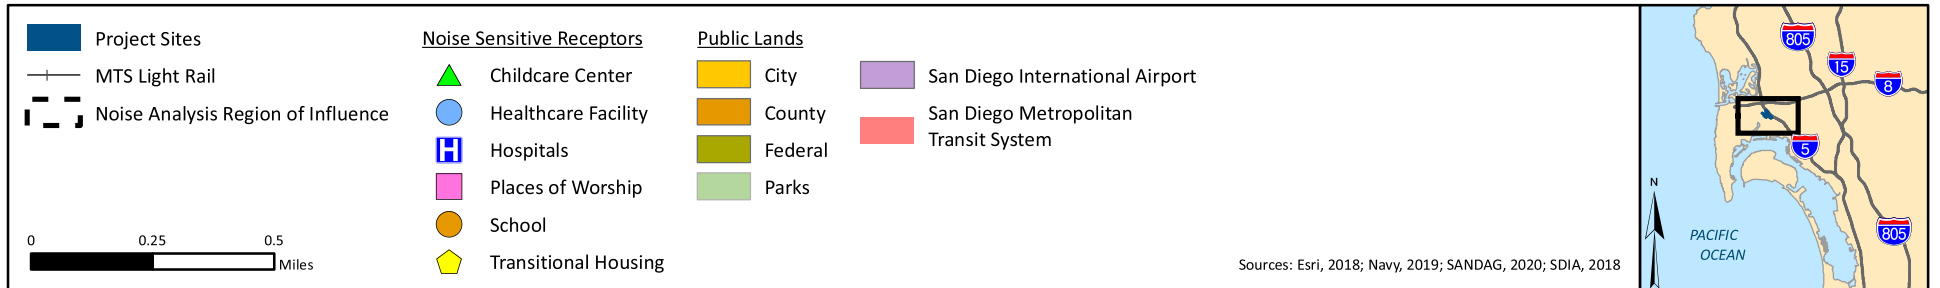 Project Sites
MTS Light Rail
Noise Analysis Region of Influence
0 0.25 0.5
Miles
Noise Sensitive Receptors
Childcare Center
Healthcare Facility
H Hospitals
Places of Worship
School
Transitional Housing
Public Lands
City
County
Federal
Parks
San Diego International Airport
San Diego Metropolitan
Transit System
Sources: Esri, 2018; Navy, 2019; SANDAG, 2020; SDIA, 2018
805
15
8
5
N
805
PACIFIC
OCEAN